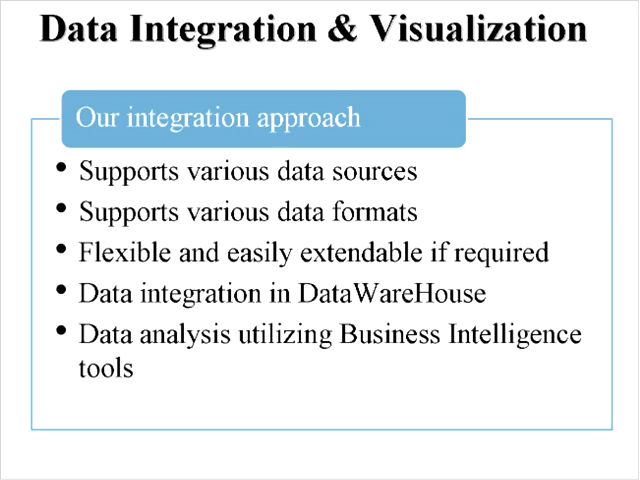 Data Integration & Visualization
Our integration approach
• Supports various data sources
• Supports various data formats
• Flexible and easily extendable if required
• Data integration in DataWareHouse
• Data analysis utilizing Business Intelligence
tools